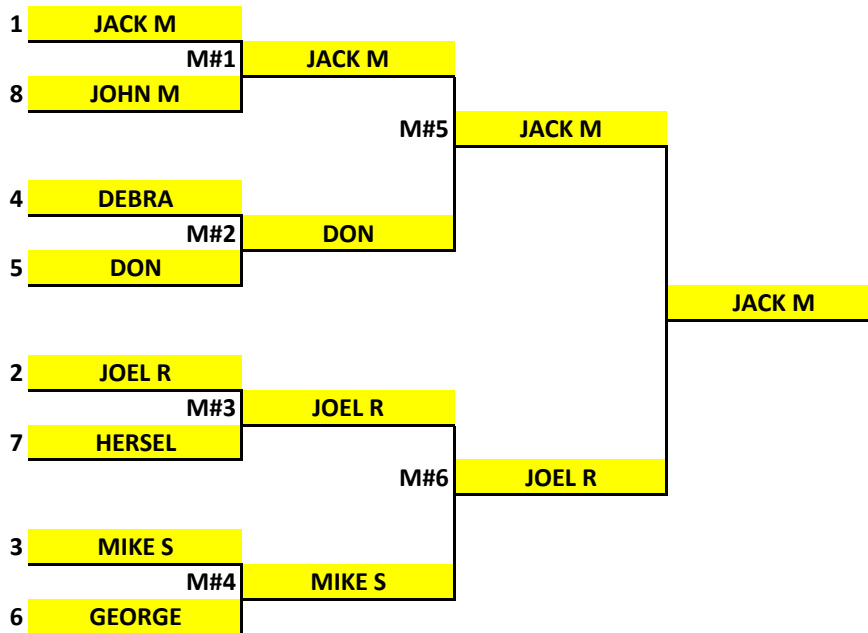 1 JACK M
M#1 JACK M
8 JOHN M
M#5 JACK M
4 DEBRA
M#2 DON
5 DON
JACK M
2 JOEL R
M#3 JOEL R
7 HERSEL
M#6 JOEL R
3 MIKE S
M#4 MIKE S
6 GEORGE